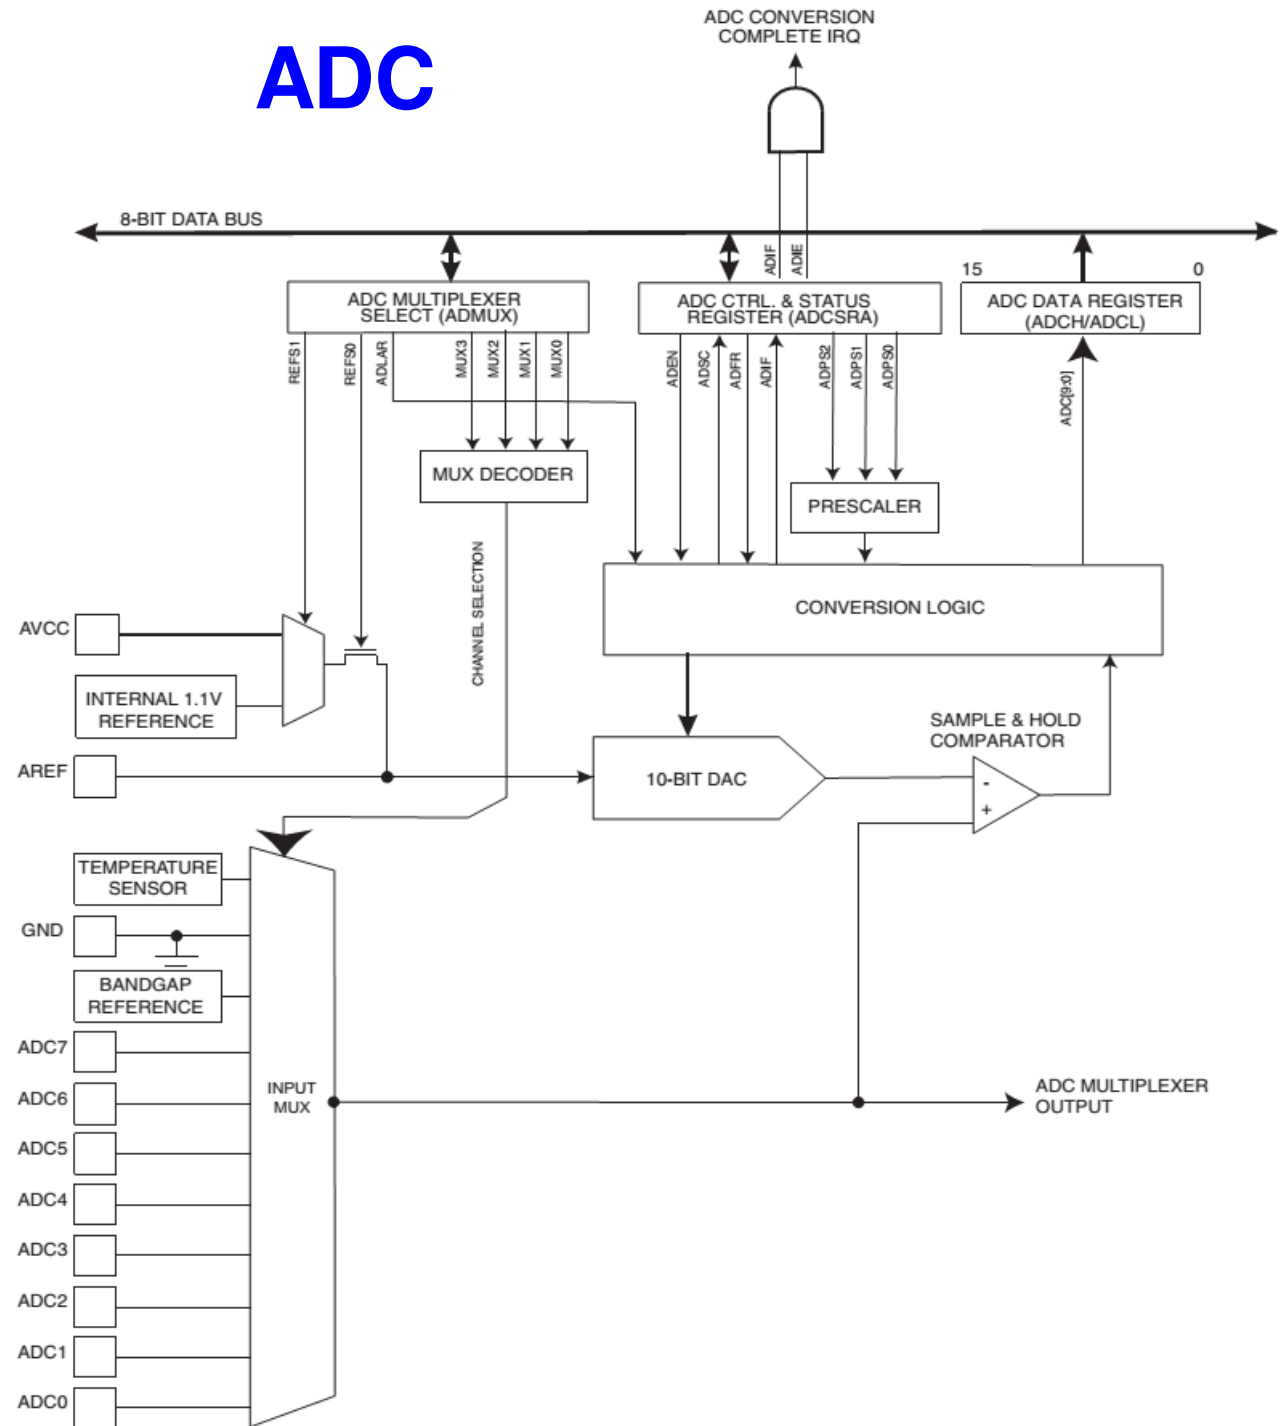 ADC CONVERSION
COMPLETE IRQ
ADC
8-BIT DATA BUS
ADIF
ADIE
15
0
ADC MULTIPLEXER
SELECT (ADMUX)
ADC CTRL. & STATUS
REGISTER (ADCSRA)
ADC DATA REGISTER
(ADCH/ADCL)
REFS1
REFS0
ADLAR
MUX3
MUX2
MUX1
MUX0
ADEN
ADSC
ADFR
ADIF
ADPS2
ADPS1
ADPS0
ADC[9:0]
MUX DECODER
PRESCALER
CHANNEL SELECTION
CONVERSION LOGIC
AVCC
INTERNAL 1.1V
REFERENCE
SAMPLE & HOLD
COMPARATOR
AREF
10-BIT DAC
-
+
TEMPERATURE
SENSOR
GND
BANDGAP
REFERENCE
ADC7
ADC6
INPUT
MUX
ADC MULTIPLEXER
OUTPUT
ADC5
ADC4
ADC3
ADC2
ADC1
ADC0